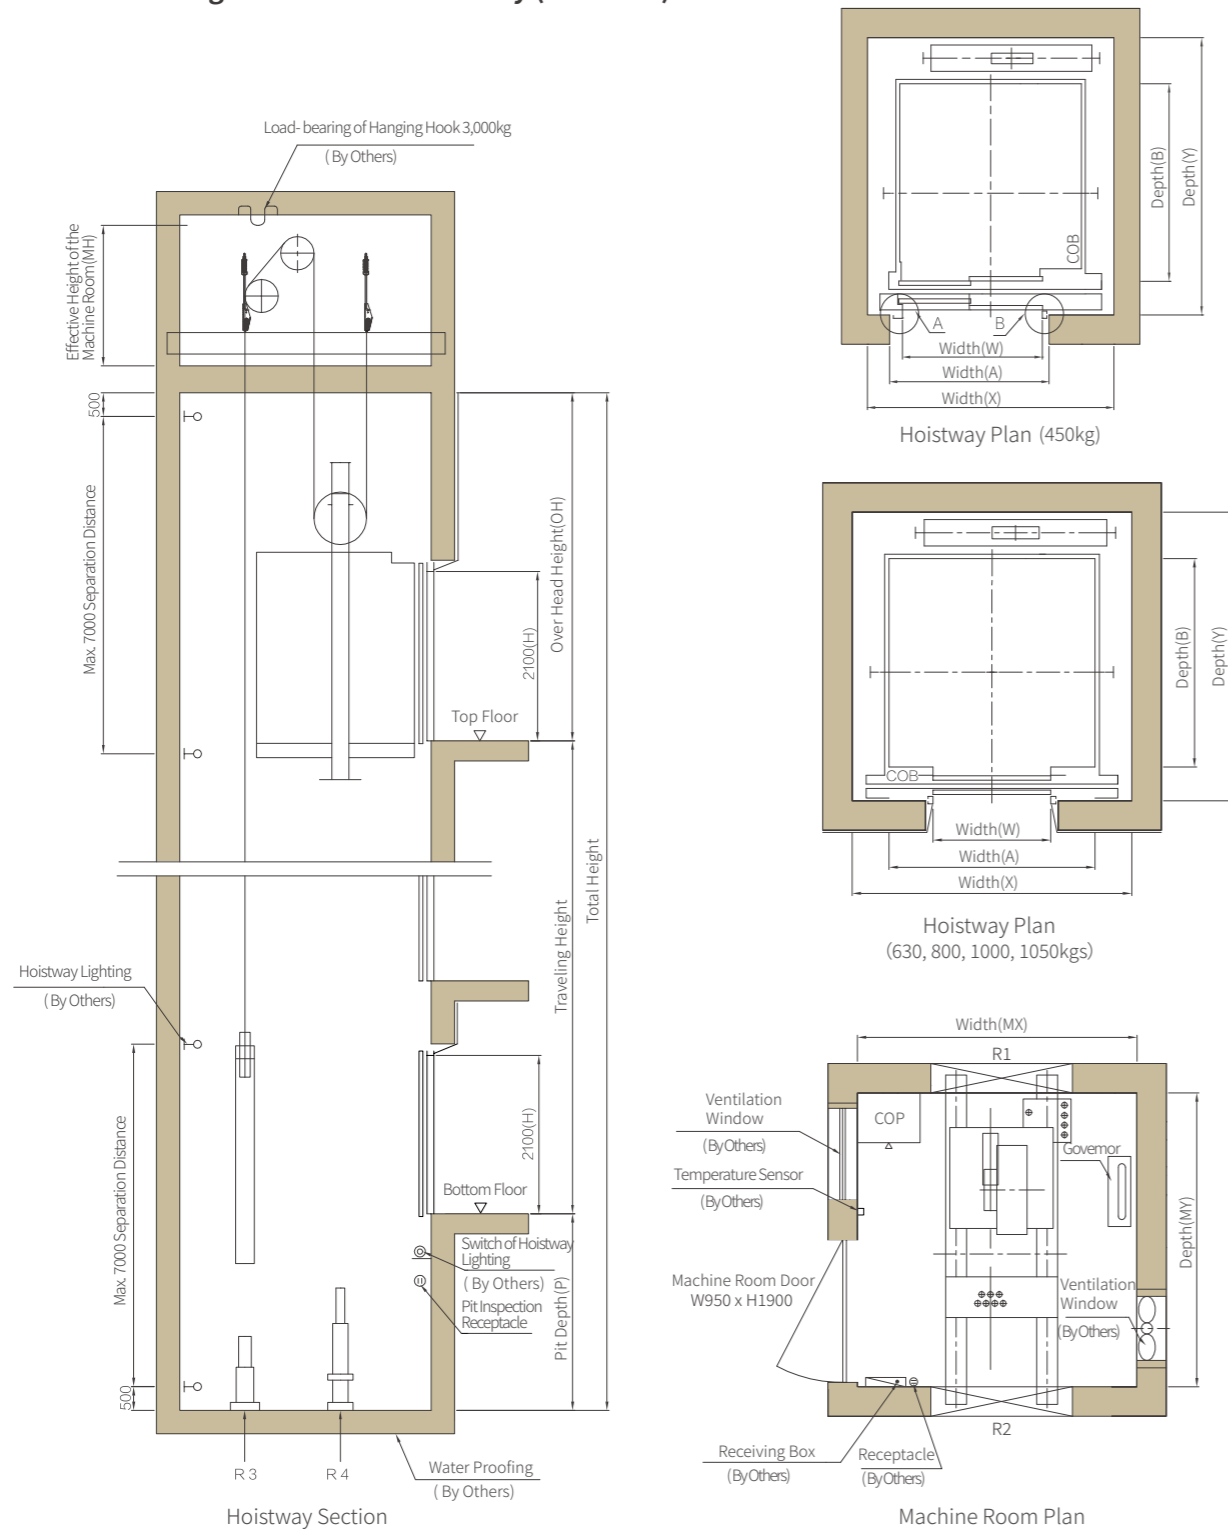 Load- bearing of Hanging Hook 3,000kg
( By Others)
Effective Height of the
Machine Room (MH)
500
Max. 7000 Separation Distance
Over Head Height(OH)
2100(H)
Top Floor
Total Height
Traveling Height
Hoistway Lighting
( By Others)
2100(H)
Max. 7000 Separation Distance
Bottom Floor
Switch of Hoistway
Lighting
( By Others)
Pit Inspection
Receptacle
Pit Depth(P)
500
R 3
R 4
Water Proofing
( By Others)
Hoistway Section
Depth(B)
Depth(Y)
COB
A
B
Width(W)
Width(A)
Width(X)
Hoistway Plan (450kg)
Depth(B)
Depth(Y)
COB
Width(W)
Width(A)
Width(X)
Hoistway Plan
(630, 800, 1000, 1050kgs)
Width(MX)
R1
Ventilation
Window
(By Others)
COP
Governor
Temperature Sensor
(By Others)
Depth(MY)
Machine Room Door
W950 x H1900
Ventilation
Window
(By Others)
R2
Receiving Box
(By Others)
Receptacle
(By Others)
Machine Room Plan